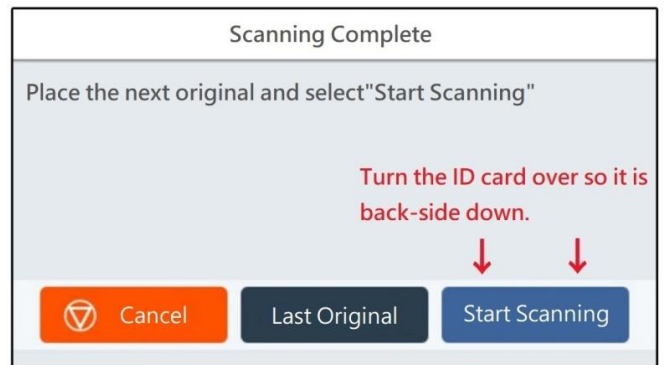 Scanning Complete
Place the next original and select"Start Scanning"
Turn the ID card over so it is
back-side down.
Cancel
Last Original
Start Scanning